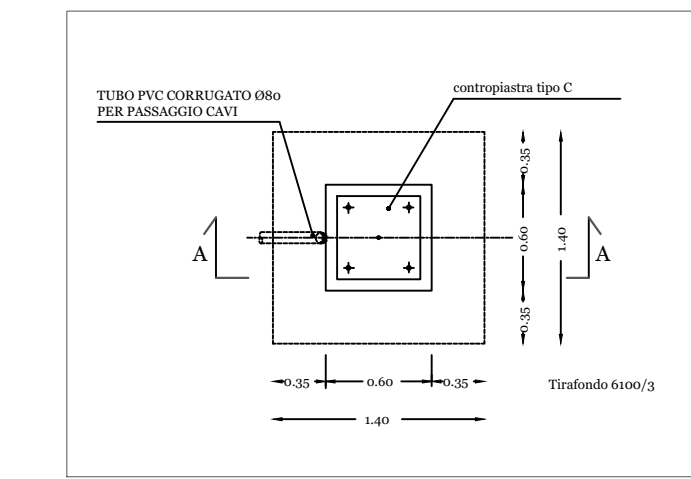 TUBO PVC CORRUGATO Ø80
PER PASSAGGIO CAVI
contropiastra tipo C
0.35
0.60
1.40
A
A
0.35
0.35
0.60
0.35
Tirafondo 6100/3
1.40